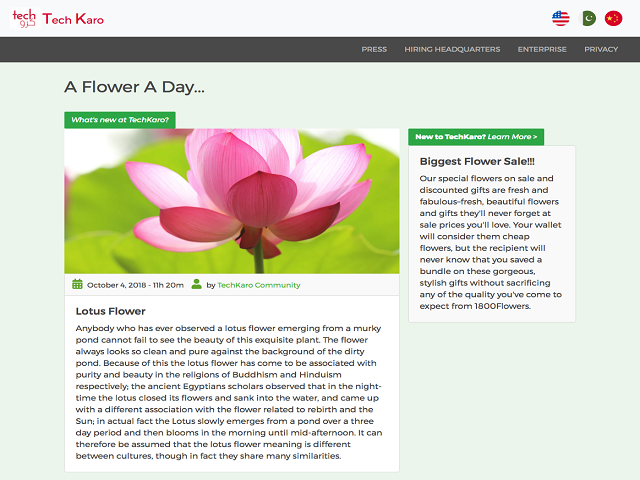 tech
کرو
Tech Karo
PRESS HIRING HEADQUARTERS ENTERPRISE PRIVACY
A Flower A Day...
What's new at TechKaro?
October 4, 2018 - 11h 20m by TechKaro Community
Lotus Flower
Anybody who has ever observed a lotus flower emerging from a murky
pond cannot fail to see the beauty of this exquisite plant. The flower
always looks so clean and pure against the background of the dirty
pond. Because of this the lotus flower has come to be associated with
purity and beauty in the religions of Buddhism and Hinduism
respectively; the ancient Egyptians scholars observed that in the night-
time the lotus closed its flowers and sank into the water, and came up
with a different association with the flower related to rebirth and the
Sun; in actual fact the Lotus slowly emerges from a pond over a three
day period and then blooms in the morning until mid-afternoon. It can
therefore be assumed that the lotus flower meaning is different
between cultures, though in fact they share many similarities.
New to TechKaro? Learn More >
Biggest Flower Sale!!!
Our special flowers on sale and
discounted gifts are fresh and
fabulous-fresh, beautiful flowers
and gifts they'll never forget at
sale prices you'll love. Your wallet
will consider them cheap
flowers, but the recipient will
never know that you saved a
bundle on these gorgeous,
stylish gifts without sacrificing
any of the quality you've come to
expect from 1800Flowers.